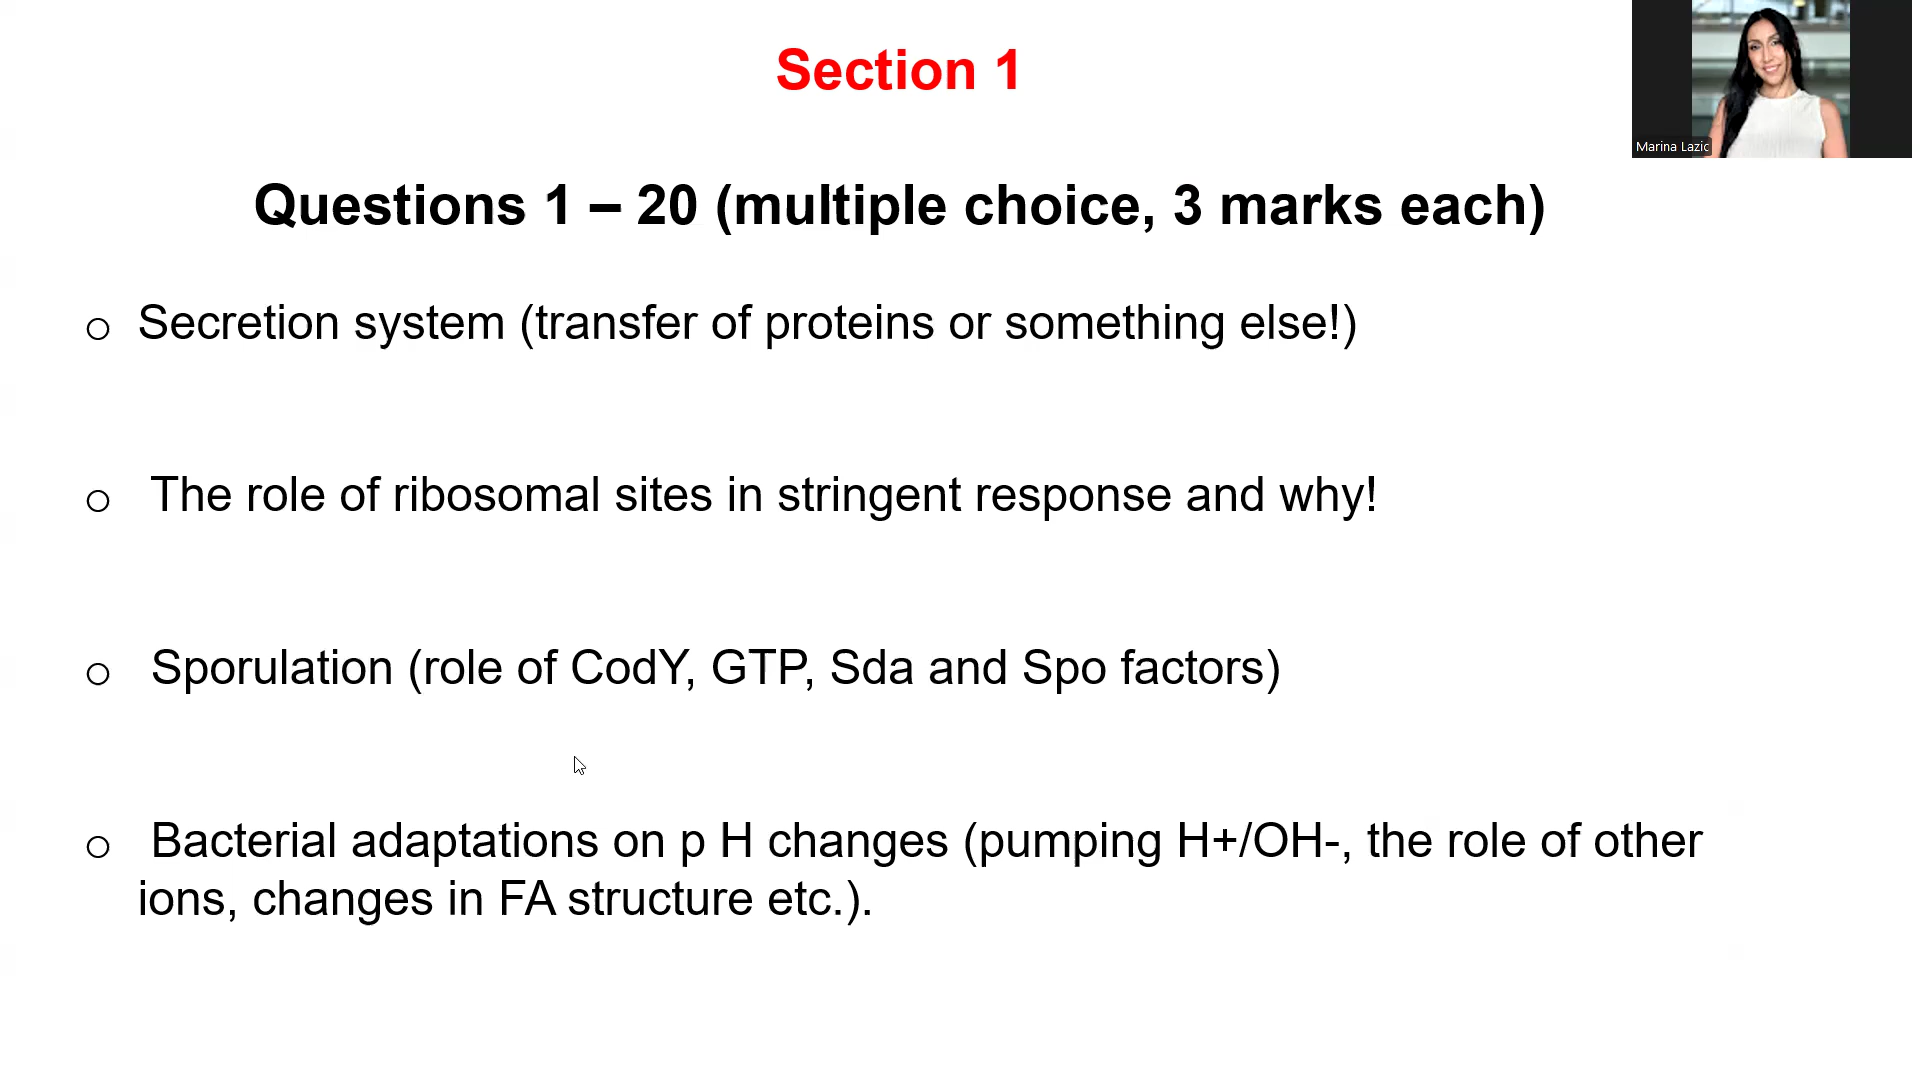 Section 1
Marina Lazic
Questions 1 – 20 (multiple choice, 3 marks each)
o Secretion system (transfer of proteins or something else!)
o The role of ribosomal sites in stringent response and why!
o Sporulation (role of CodY, GTP, Sda and Spo factors)
o Bacterial adaptations on p H changes (pumping H+/OH-, the role of other
ions, changes in FA structure etc.).